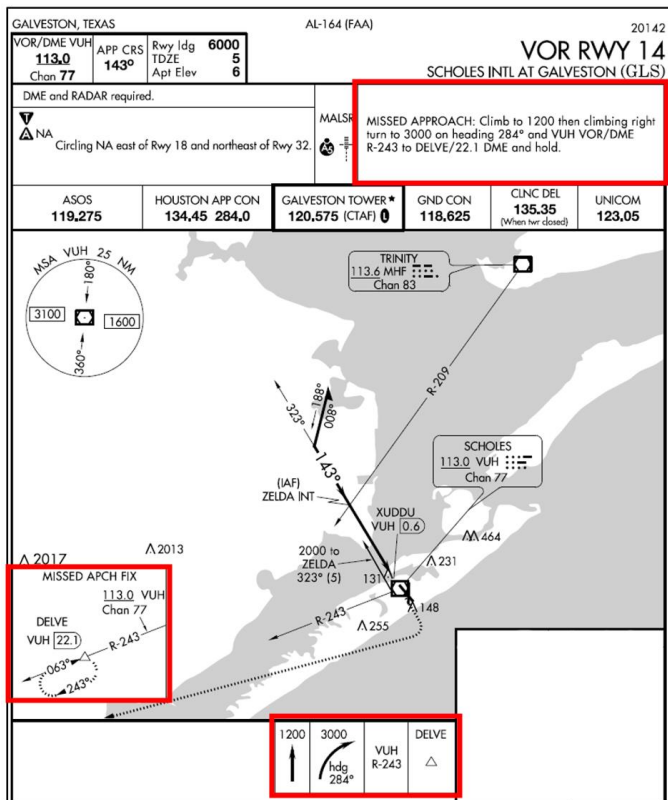 GALVESTON, TEXAS
AL-164 (FAA)
20142
VOR/DME VUH
113.0
Chan 77
APP CRS
143°
Rwy ldg 6000
TDZE 5
Apt Elev 6
VOR RWY 14
SCHOLES INTL AT GALVESTON (GLS)
DME and RADAR required.
T
A NA
Circling NA east of Rwy 18 and northeast of Rwy 32.
MALSR
A5
MISSED APPROACH: Climb to 1200 then climbing right
turn to 3000 on heading 284° and VUH VOR/DME
R-243 to DELVE/22.1 DME and hold.
ASOS
119.275
HOUSTON APP CON
134.45 284.0
GALVESTON TOWER★
120.575 (CTAF) L
GND CON
118.625
CLNC DEL
135.35
(When twr closed)
UNICOM
123.05
MSA VUH 25 NM
180°
3100
1600
360°
TRINITY
113.6 MHF
Chan 83
R-209
188°
008°
323°
143°
SCHOLES
113.0 VUH
Chan 77
(IAF)
ZELDA INT
XUDDU
VUH 0.6
464
2017
2013
2000 to
ZELDA
323° (5)
231
131
148
255
R-243
MISSED APCH FIX
113.0 VUH
Chan 77
DELVE
VUH 22.1
R-243
063°
243°
1200
3000
hdg
284°
VUH
R-243
DELVE